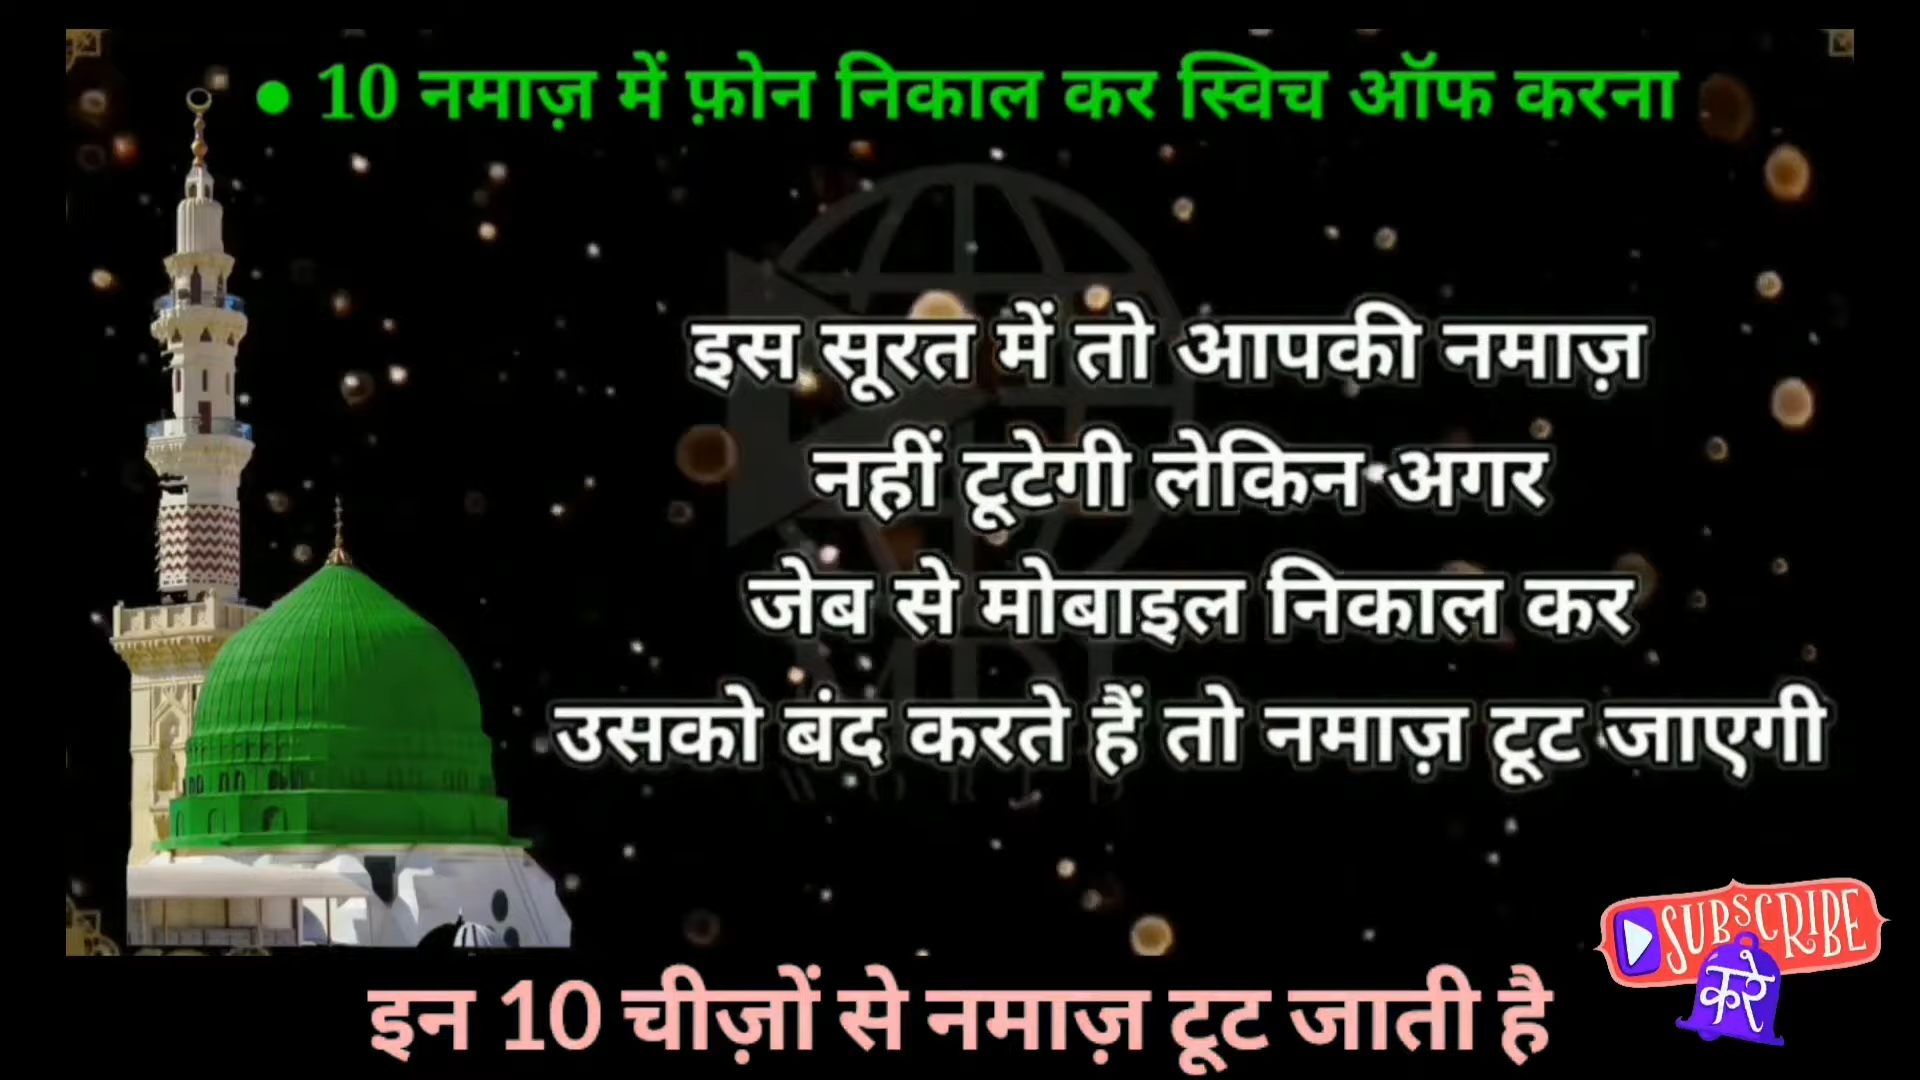 • 10 नमाज़ में फ़ोन निकाल कर स्विच ऑफ करना
इस सूरत में तो आपकी नमाज़
नहीं टूटेगी लेकिन अगर
जेब से मोबाइल निकाल कर
उसको बंद करते हैं तो नमाज़ टूट जाएगी
SUBSCRIBE
करे
इन 10 चीज़ों से नमाज़ टूट जाती है